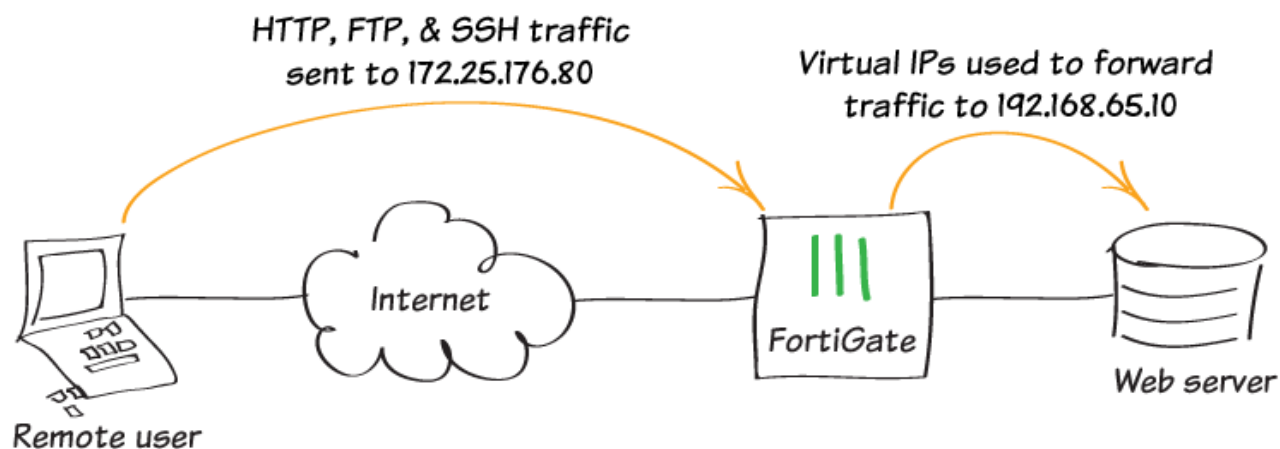 HTTP, FTP, & SSH traffic
sent to 172.25.176.80
Virtual IPs used to forward
traffic to 192.168.65.10
Internet
FortiGate
Web server
Remote user